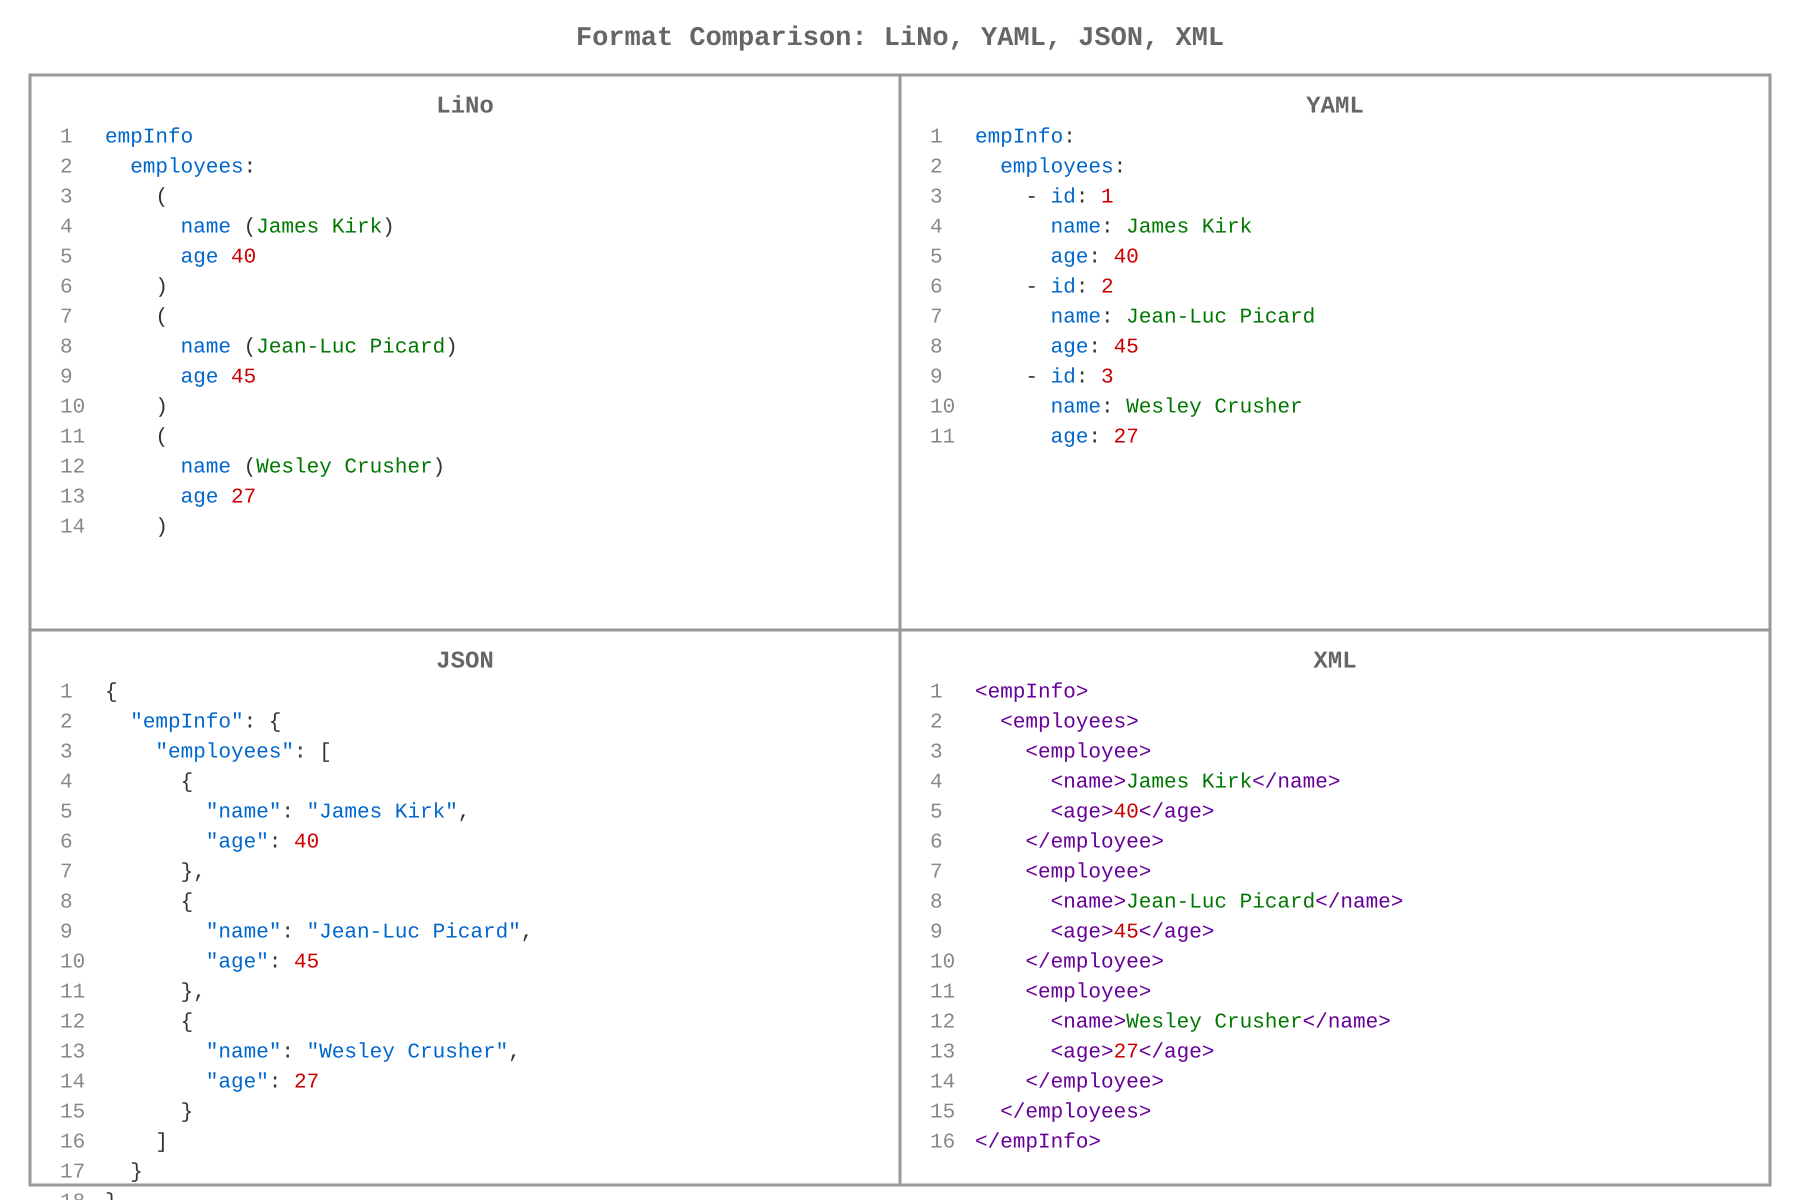 Format Comparison: LiNo, YAML, JSON, XML
LiNo
1 empInfo
2   employees:
3     (
4       name (James Kirk)
5       age 40
6     )
7     (
8       name (Jean-Luc Picard)
9       age 45
10     )
11     (
12       name (Wesley Crusher)
13       age 27
14     )
YAML
1 empInfo:
2   employees:
3     - id: 1
4       name: James Kirk
5       age: 40
6     - id: 2
7       name: Jean-Luc Picard
8       age: 45
9     - id: 3
10       name: Wesley Crusher
11       age: 27
JSON
1 {
2   "empInfo": {
3     "employees": [
4       {
5         "name": "James Kirk",
6         "age": 40
7       },
8       {
9         "name": "Jean-Luc Picard",
10         "age": 45
11       },
12       {
13         "name": "Wesley Crusher",
14         "age": 27
15       }
16     ]
17   }
18 }
XML
1 <empInfo>
2   <employees>
3     <employee>
4       <name>James Kirk</name>
5       <age>40</age>
6     </employee>
7     <employee>
8       <name>Jean-Luc Picard</name>
9       <age>45</age>
10     </employee>
11     <employee>
12       <name>Wesley Crusher</name>
13       <age>27</age>
14     </employee>
15   </employees>
16 </empInfo>